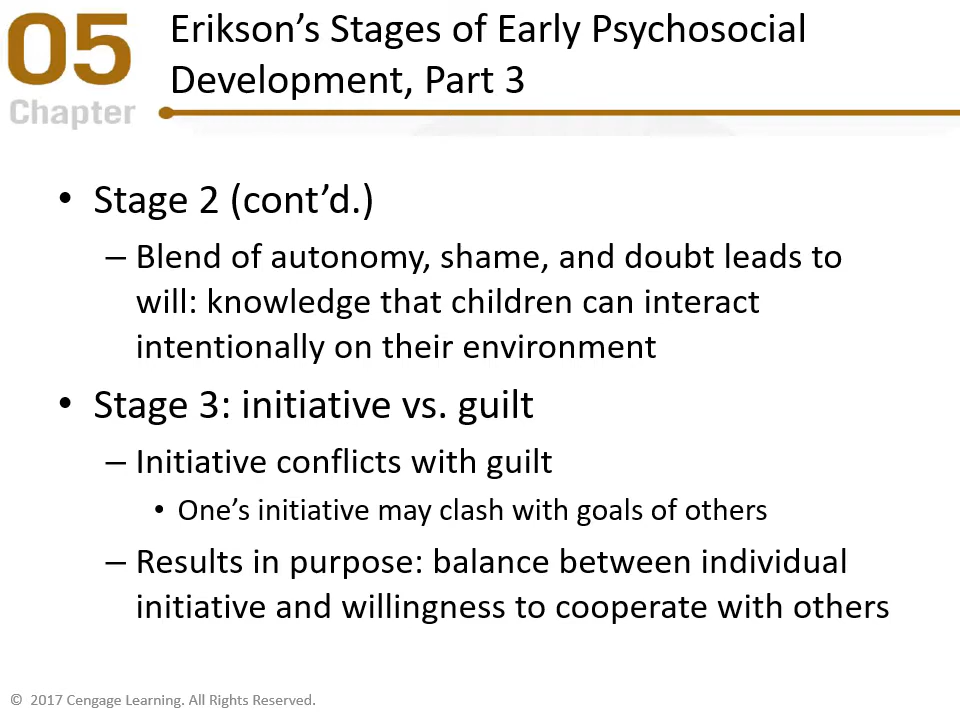 05
Chapter
Erikson’s Stages of Early Psychosocial
Development, Part 3
• Stage 2 (cont’d.)
– Blend of autonomy, shame, and doubt leads to
will: knowledge that children can interact
intentionally on their environment
• Stage 3: initiative vs. guilt
– Initiative conflicts with guilt
• One’s initiative may clash with goals of others
– Results in purpose: balance between individual
initiative and willingness to cooperate with others
© 2017 Cengage Learning. All Rights Reserved.